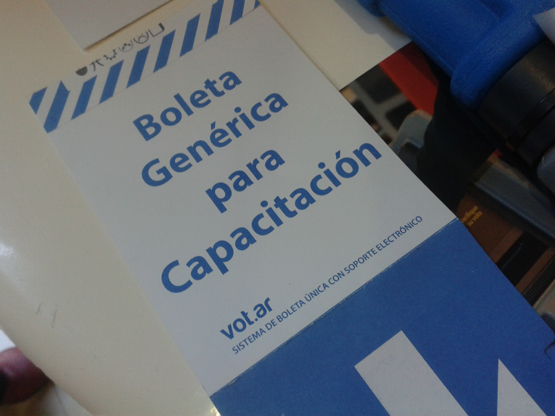 Boleta
Genérica
para
Capacitación
vot.ar
SISTEMA DE BOLETA ÚNICA CON SOPORTE ELECTRÓNICO